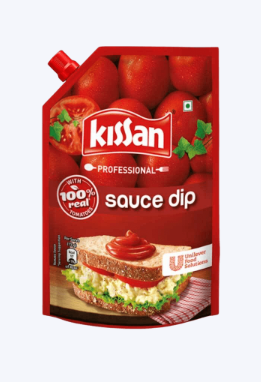 kissan
PROFESSIONAL
WITH
100%
real
TOMATOES
sauce dip
Unilever
Food
Solutions